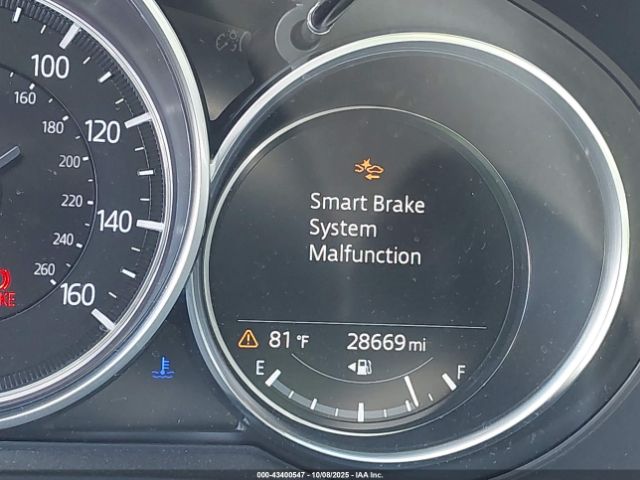 100
120
140
160
160
180
200
220
240
260
Smart Brake
System
Malfunction
81 °F
28669 mi
E
F
000-43400547 - 10/08/2025 - IAA Inc.